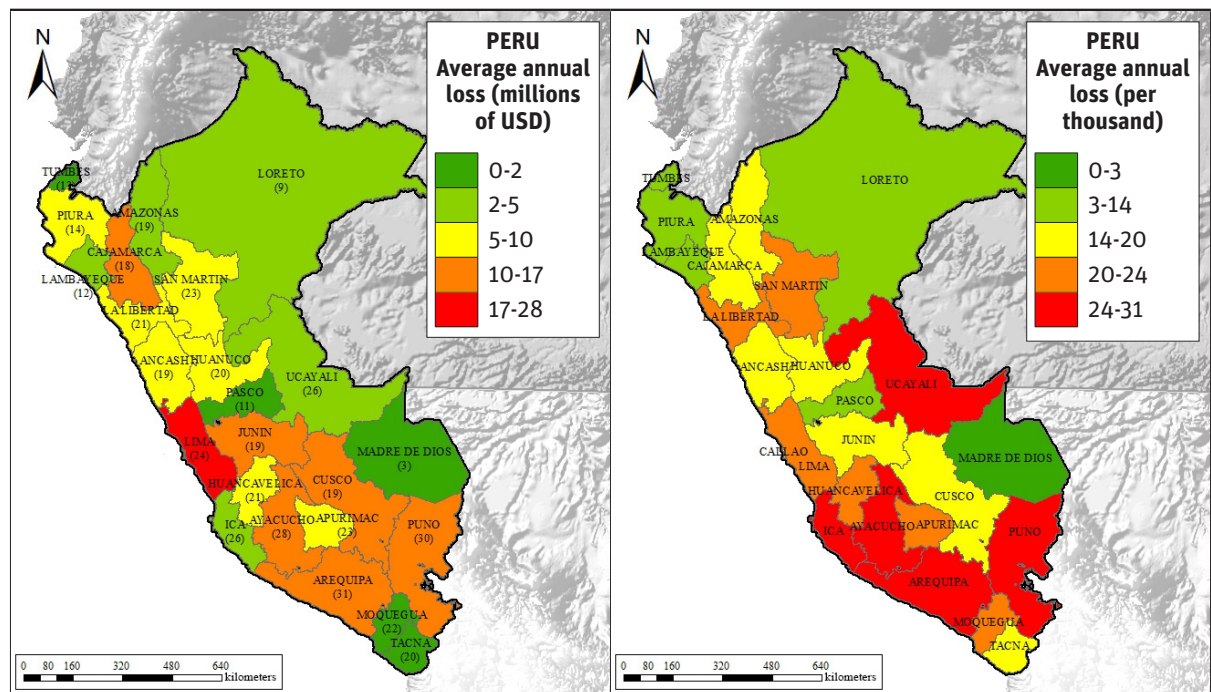 N
PERU
Average annual
loss (millions
of USD)
0-2
2-5
5-10
10-17
17-28
TUMBES
PIURA
(14)
AMAZONAS
(19)
LORETO
(9)
CAJAMARCA
(18)
LAMBAYEQUE
(12)
SAN MARTIN
(23)
LA LIBERTAD
(21)
ANCASH
(19)
HUANUCO
(20)
PASCO
(11)
UCAYALI
(26)
LIMA
(24)
JUNIN
(19)
MADRE DE DIOS
(3)
HUANCAVELICA
(21)
CUSCO
(19)
ICA
(26)
AYACUCHO
(28)
APURIMAC
(23)
PUNO
(30)
AREQUIPA
(31)
MOQUEGUA
(22)
TACNA
(20)
0 80 160 320 480 640
kilometers
N
PERU
Average annual
loss (per
thousand)
0-3
3-14
14-20
20-24
24-31
TUMBES
PIURA
AMAZONAS
LORETO
LAMBAYEQUE
CAJAMARCA
SAN MARTIN
LA LIBERTAD
ANCASH
HUANUCO
UCAYALI
PASCO
JUNIN
CALLAO
LIMA
MADRE DE DIOS
HUANCAVELICA
CUSCO
ICA
AYACUCHO
APURIMAC
PUNO
AREQUIPA
MOQUEGUA
TACNA
0 80 160 320 480 640
kilometers